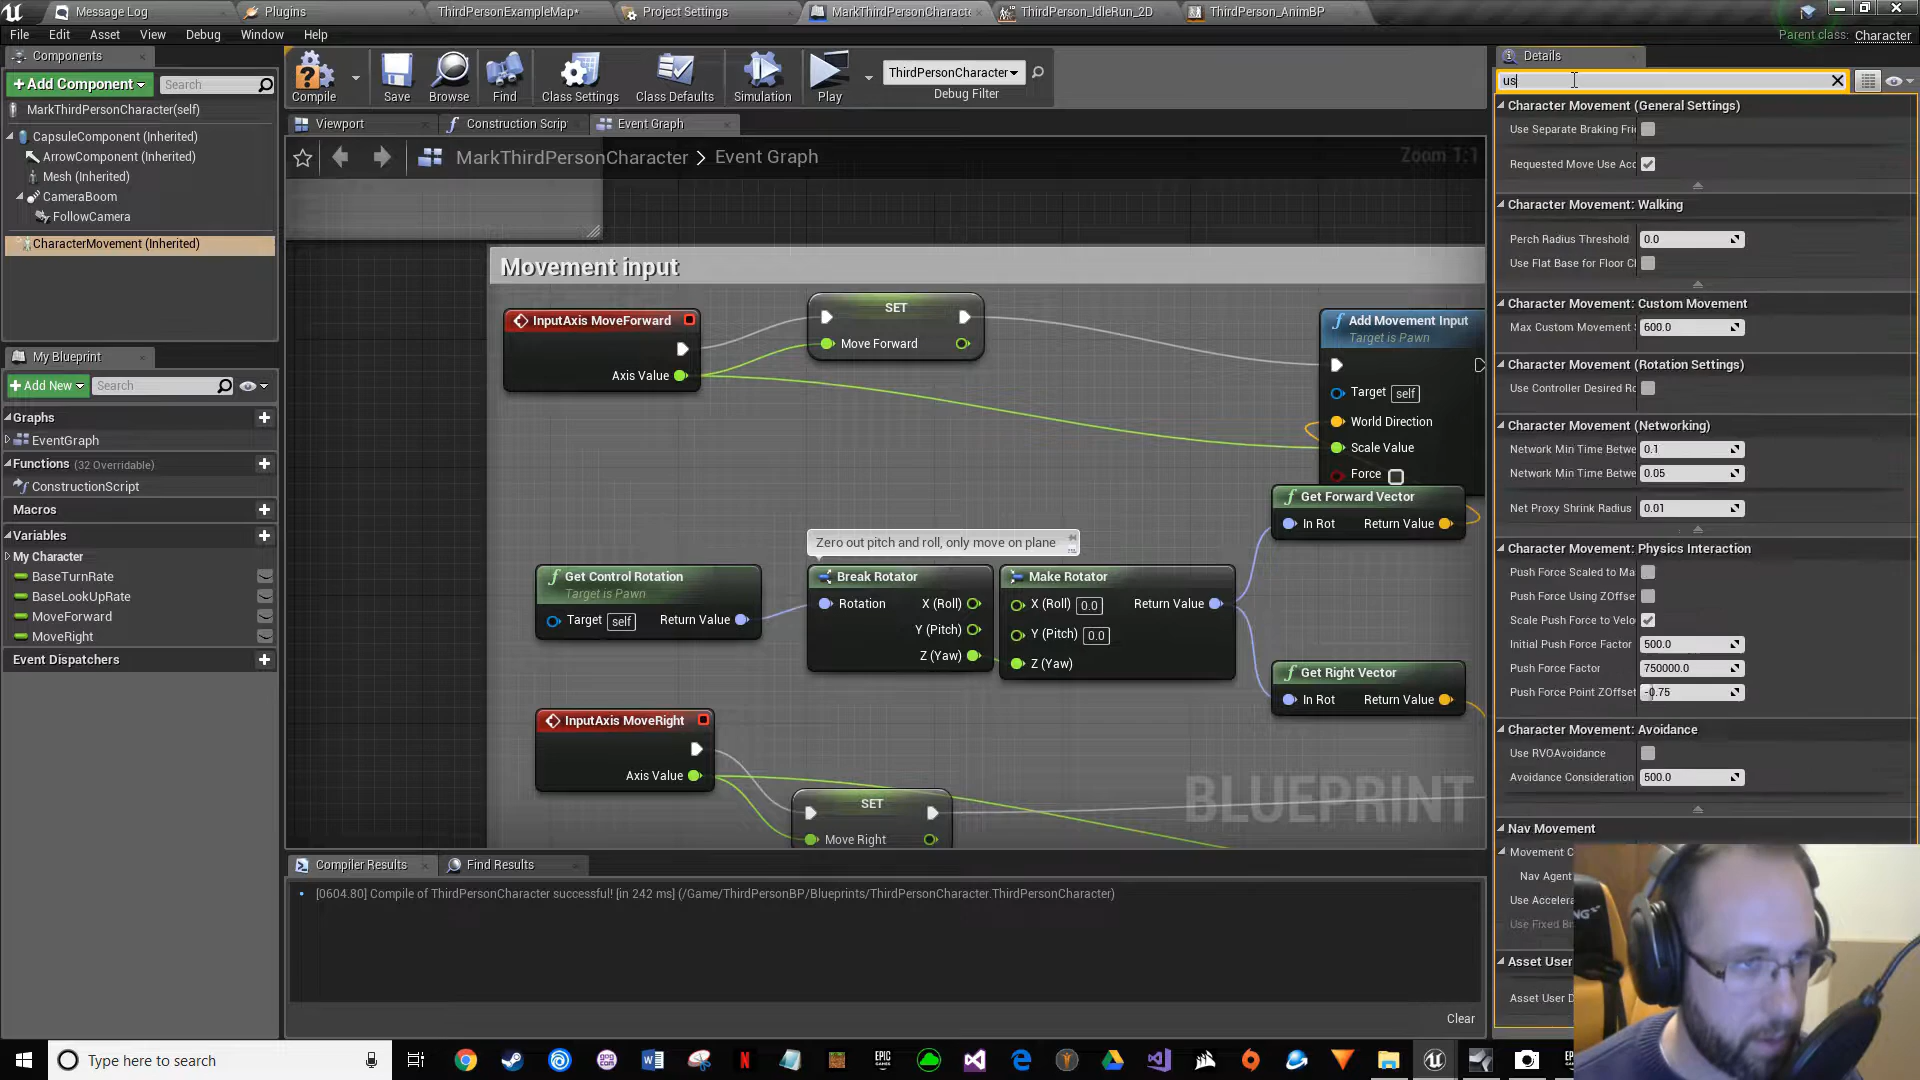 Message Log
Plugins
ThirdPersonExampleMap*
Project Settings
MarkThirdPersonCharacte
ThirdPerson_IdleRun_2D
ThirdPerson_AnimBP
File Edit Asset View Debug Window Help
Parent class: Character
Components
+Add Component
Search
MarkThirdPersonCharacter(self)
CapsuleComponent (Inherited)
ArrowComponent (Inherited)
Mesh (Inherited)
CameraBoom
FollowCamera
CharacterMovement (Inherited)
My Blueprint
+Add New
Search
Graphs
EventGraph
Functions (32 Overridable)
ConstructionScript
Macros
Variables
My Character
BaseTurnRate
BaseLookUpRate
MoveForward
MoveRight
Event Dispatchers
Compile
Save
Browse
Find
Class Settings
Class Defaults
Simulation
Play
ThirdPersonCharacter
Debug Filter
Viewport
Construction Scrip
Event Graph
MarkThirdPersonCharacter > Event Graph
Zoom 1:1
Movement input
InputAxis MoveForward
Axis Value
SET
Move Forward
Add Movement Input
Target is Pawn
Target self
World Direction
Scale Value
Force
Get Forward Vector
In Rot Return Value
Zero out pitch and roll, only move on plane
Get Control Rotation
Target is Pawn
Target self Return Value
Break Rotator
Rotation X (Roll)
Y (Pitch)
Z (Yaw)
Make Rotator
X (Roll) 0.0 Return Value
Y (Pitch) 0.0
Z (Yaw)
Get Right Vector
In Rot Return Value
InputAxis MoveRight
Axis Value
SET
Move Right
BLUEPRINT
Compiler Results
Find Results
[0604.80] Compile of ThirdPersonCharacter successful! [in 242 ms] (/Game/ThirdPersonBP/Blueprints/ThirdPersonCharacter.ThirdPersonCharacter)
Clear
Details
us
Character Movement (General Settings)
Use Separate Braking Fri
Requested Move Use Acc
Character Movement: Walking
Perch Radius Threshold 0.0
Use Flat Base for Floor Cl
Character Movement: Custom Movement
Max Custom Movement 600.0
Character Movement (Rotation Settings)
Use Controller Desired Ro
Character Movement (Networking)
Network Min Time Betwe 0.1
Network Min Time Betwe 0.05
Net Proxy Shrink Radius 0.01
Character Movement: Physics Interaction
Push Force Scaled to Ma
Push Force Using ZOffse
Scale Push Force to Velo
Initial Push Force Factor 500.0
Push Force Factor 750000.0
Push Force Point ZOffset -0.75
Character Movement: Avoidance
Use RVOAvoidance
Avoidance Consideration 500.0
Nav Movement
Movement C
Nav Agent
Use Accelera
Use Fixed Br
Asset User
Asset User D
Type here to search